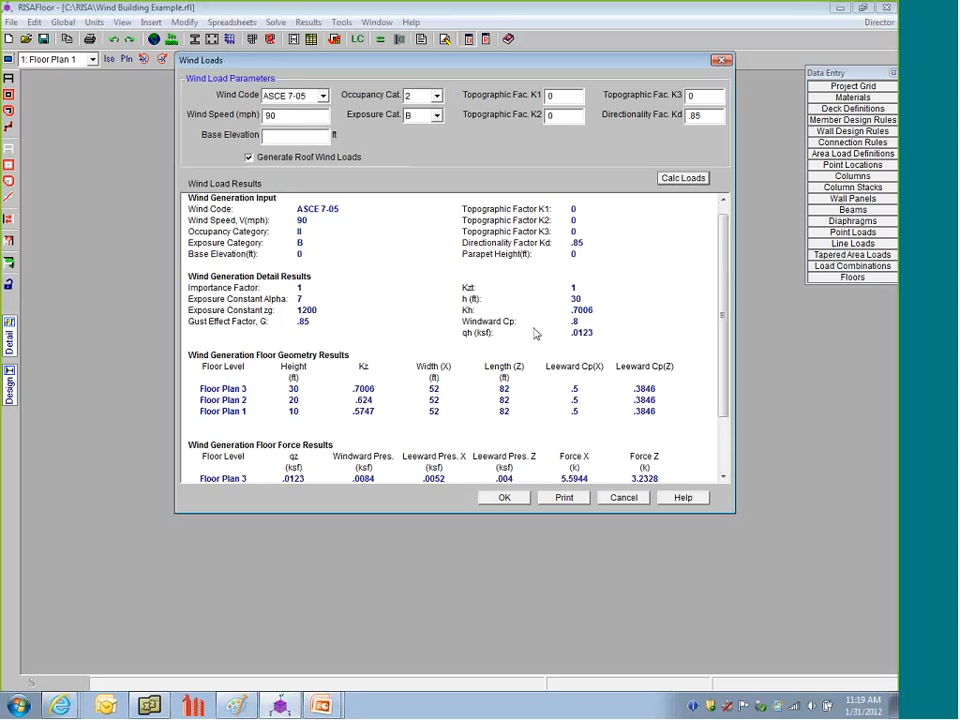 RISAFloor - [C:\RISA\Wind Building Example.rfl]
File Edit Global Units View Insert Modify Spreadsheets Solve Results Tools Window Help Director
LC
1: Floor Plan 1
Wind Loads
Data Entry
Project Grid
Materials
Deck Definitions
Member Design Rules
Wall Design Rules
Connection Rules
Area Load Definitions
Point Locations
Columns
Column Stacks
Wall Panels
Beams
Diaphragms
Point Loads
Line Loads
Tapered Area Loads
Load Combinations
Floors
Wind Load Parameters
Wind Code ASCE 7-05 Occupancy Cat. 2 Topographic Fac. K1 0 Topographic Fac. K3 0
Wind Speed (mph) 90 Exposure Cat. B Topographic Fac. K2 0 Directionality Fac. Kd .85
Base Elevation ft
Generate Roof Wind Loads
Wind Load Results Calc Loads
Wind Generation Input
Wind Code: ASCE 7-05 Topographic Factor K1: 0
Wind Speed, V(mph): 90 Topographic Factor K2: 0
Occupancy Category: II Topographic Factor K3: 0
Exposure Category: B Directionality Factor Kd: .85
Base Elevation(ft): 0 Parapet Height(ft): 0
Wind Generation Detail Results
Importance Factor: 1 Kzt: 1
Exposure Constant Alpha: 7 h (ft): 30
Exposure Constant zg: 1200 Kh: .7006
Gust Effect Factor, G: .85 Windward Cp: .8
qh (ksf): .0123
Wind Generation Floor Geometry Results
Floor Level Height Kz Width (X) Length (Z) Leeward Cp(X) Leeward Cp(Z)
(ft) (ft) (ft)
Floor Plan 3 30 .7006 52 82 .5 .3846
Floor Plan 2 20 .624 52 82 .5 .3846
Floor Plan 1 10 .5747 52 82 .5 .3846
Wind Generation Floor Force Results
Floor Level qz Windward Pres. Leeward Pres. X Leeward Pres. Z Force X Force Z
(ksf) (ksf) (ksf) (ksf) (k) (k)
Floor Plan 3 .0123 .0084 .0052 .004 5.5944 3.2328
OK Print Cancel Help
Detail
Design
S
11:19 AM
1/31/2012